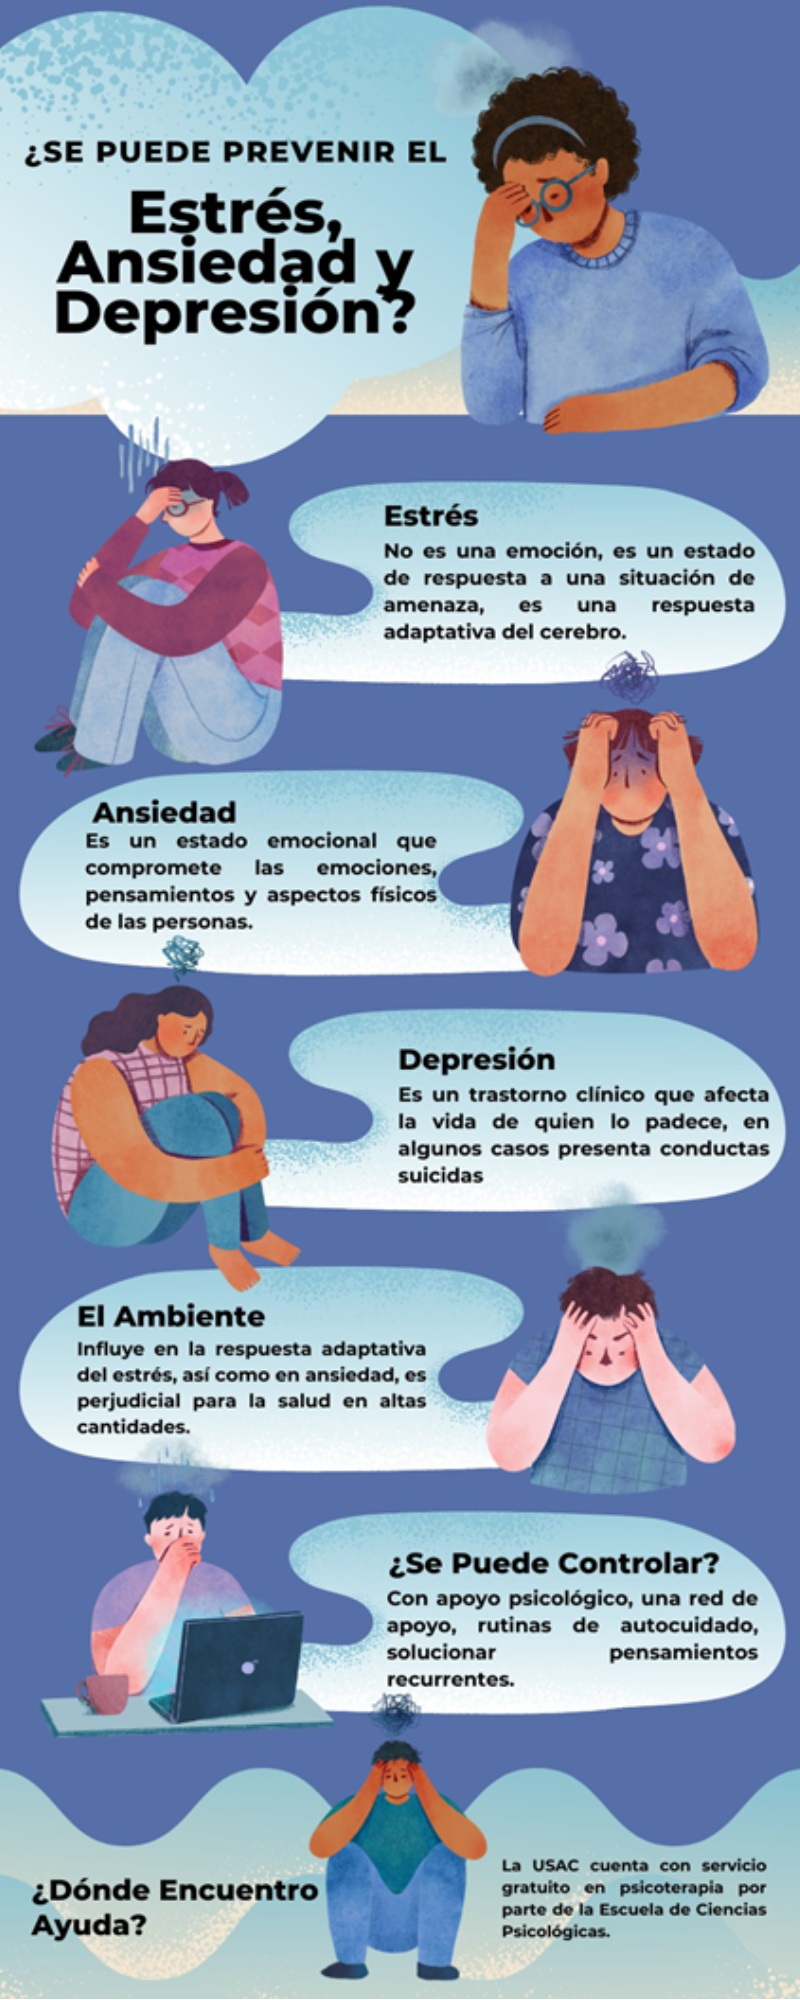 ¿SE PUEDE PREVENIR EL
Estrés,
Ansiedad y
Depresión?
Estrés
No es una emoción, es un estado
de respuesta a una situación de
amenaza, es una respuesta
adaptativa del cerebro.
Ansiedad
Es un estado emocional que
compromete las emociones,
pensamientos y aspectos físicos
de las personas.
Depresión
Es un trastorno clínico que afecta
la vida de quien lo padece, en
algunos casos presenta conductas
suicidas
El Ambiente
Influye en la respuesta adaptativa
del estrés, así como en ansiedad, es
perjudicial para la salud en altas
cantidades.
¿Se Puede Controlar?
Con apoyo psicológico, una red de
apoyo, rutinas de autocuidado,
solucionar pensamientos
recurrentes.
¿Dónde Encuentro
Ayuda?
La USAC cuenta con servicio
gratuito en psicoterapia por
parte de la Escuela de Ciencias
Psicológicas.